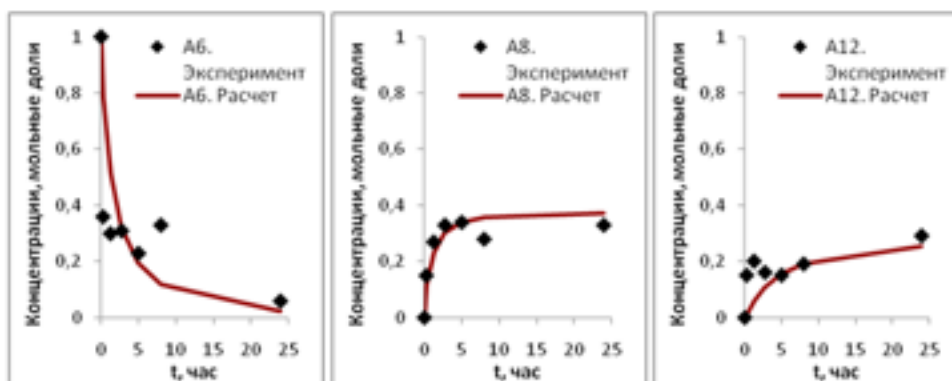 Концентрации, мольные доли
1
0,8
0,6
0,4
0,2
0
А6.
Эксперимент
А6. Расчет
0 5 10 15 20 25
t, час
Концентрации, мольные доли
1
0,8
0,6
0,4
0,2
0
А8.
Эксперимент
А8. Расчет
0 5 10 15 20 25
t, час
Концентрации, мольные доли
1
0,8
0,6
0,4
0,2
0
А12.
Эксперимент
А12. Расчет
0 5 10 15 20 25
t, час